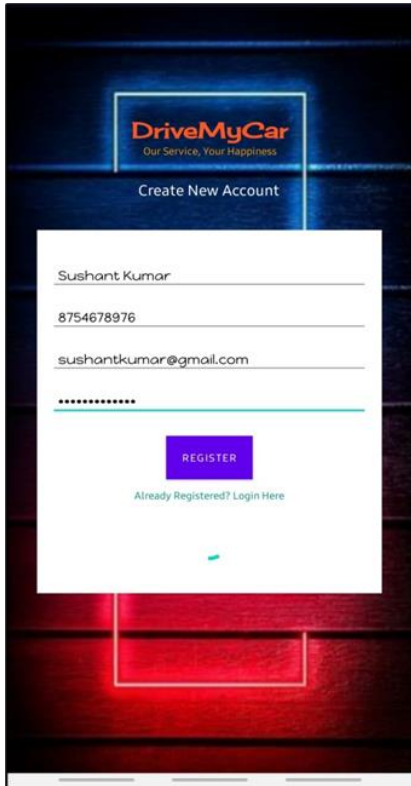 DriveMyCar
Our Service, Your Happiness
Create New Account
Sushant Kumar
8754678976
sushantkumar@gmail.com
•••••••••••••
REGISTER
Already Registered? Login Here